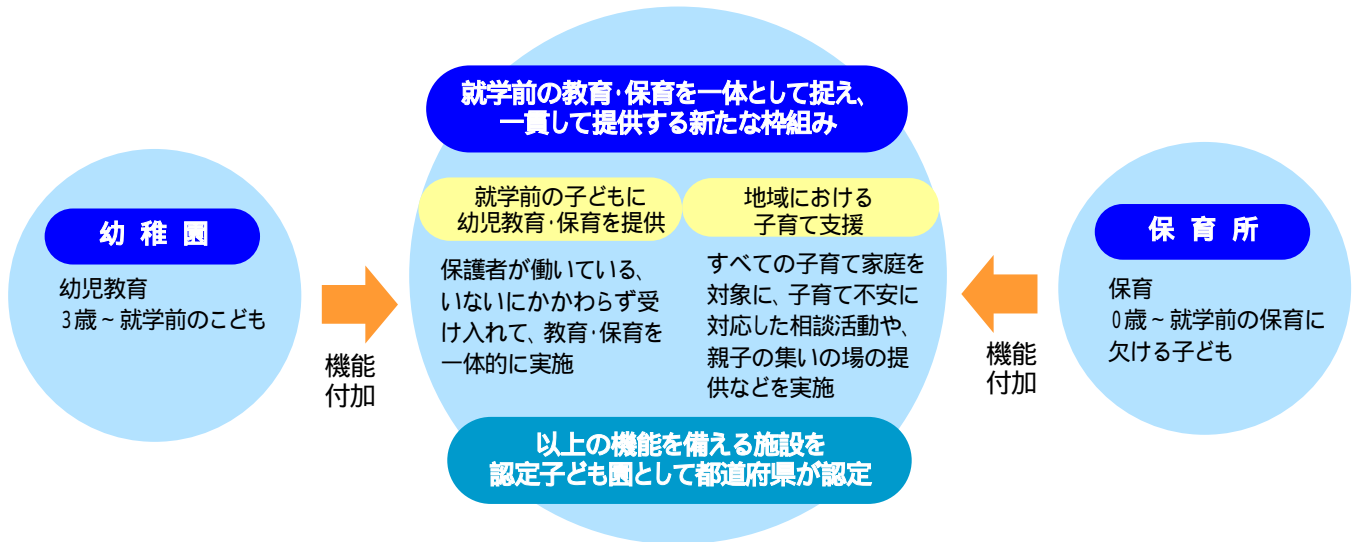 就学前の教育･保育を一体として捉え、
一貫して提供する新たな枠組み
幼稚園
幼児教育
3歳~就学前のこども
機能
付加
就学前の子どもに
幼児教育･保育を提供
保護者が働いている、
いないにかかわらず受
け入れて、教育･保育を
一体的に実施
地域における
子育て支援
すべての子育て家庭を
対象に、子育て不安に
対応した相談活動や、
親子の集いの場の提
供などを実施
機能
付加
保育所
保育
0歳~就学前の保育に
欠ける子ども
以上の機能を備える施設を
認定子ども園として都道府県が認定